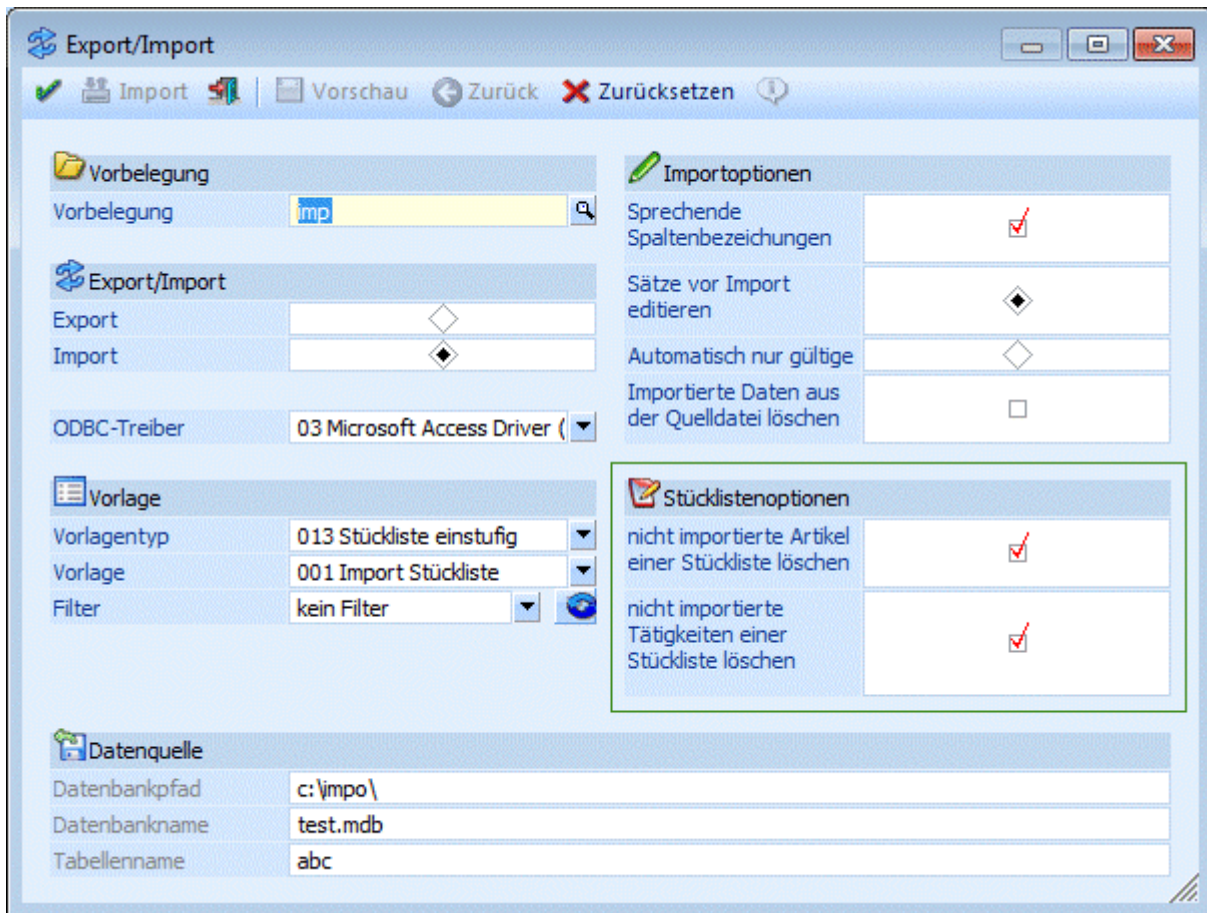 Export/Import
Import Vorschau Zurück Zurücksetzen
Vorbelegung
Vorbelegung imp
Export/Import
Export
Import
ODBC-Treiber 03 Microsoft Access Driver (
Vorlage
Vorlagentyp 013 Stückliste einstufig
Vorlage 001 Import Stückliste
Filter kein Filter
Importoptionen
Sprechende
Spaltenbezeichungen
Sätze vor Import
editieren
Automatisch nur gültige
Importierte Daten aus
der Quelldatei löschen
Stücklistenoptionen
nicht importierte Artikel
einer Stückliste löschen
nicht importierte
Tätigkeiten einer
Stückliste löschen
Datenquelle
Datenbankpfad c:\impo\
Datenbankname test.mdb
Tabellenname abc